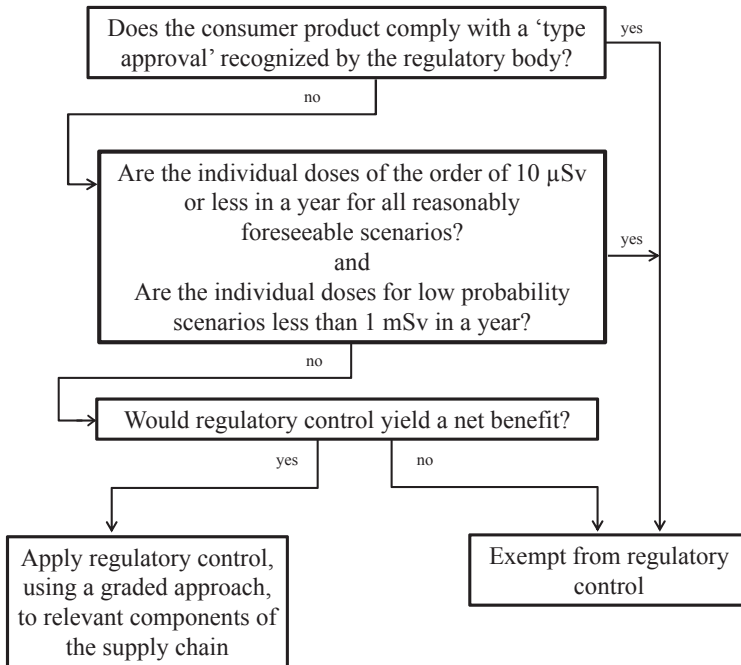 Does the consumer product comply with a ‘type
approval’ recognized by the regulatory body?
yes
no
Are the individual doses of the order of 10 µSv
or less in a year for all reasonably
foreseeable scenarios?
and
Are the individual doses for low probability
scenarios less than 1 mSv in a year?
yes
no
Would regulatory control yield a net benefit?
yes
no
Apply regulatory control,
using a graded approach,
to relevant components of
the supply chain
Exempt from regulatory
control